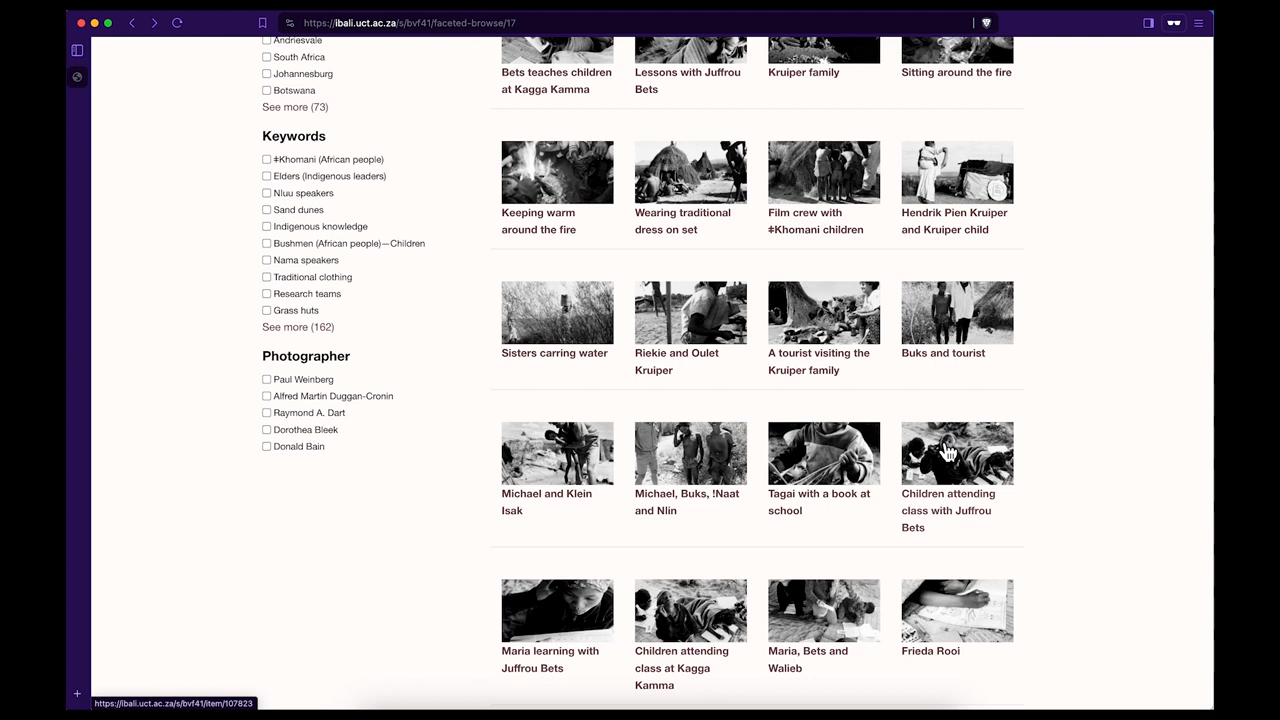 https://ibali.uct.ac.za/s/bvf41/faceted-browse/17
Andriesvale
South Africa
Johannesburg
Botswana
See more (73)
Keywords
ǂKhomani (African people)
Elders (Indigenous leaders)
Nluu speakers
Sand dunes
Indigenous knowledge
Bushmen (African people)—Children
Nama speakers
Traditional clothing
Research teams
Grass huts
See more (162)
Photographer
Paul Weinberg
Alfred Martin Duggan-Cronin
Raymond A. Dart
Dorothea Bleek
Donald Bain
Bets teaches children
at Kagga Kamma
Lessons with Juffrou
Bets
Kruiper family
Sitting around the fire
Keeping warm
around the fire
Wearing traditional
dress on set
Film crew with
ǂKhomani children
Hendrik Pien Kruiper
and Kruiper child
Sisters carring water
Riekie and Oulet
Kruiper
A tourist visiting the
Kruiper family
Buks and tourist
Michael and Klein
Isak
Michael, Buks, !Naat
and Nlin
Tagai with a book at
school
Children attending
class with Juffrou
Bets
Maria learning with
Juffrou Bets
Children attending
class at Kagga
Kamma
Maria, Bets and
Walieb
Frieda Rooi
https://ibali.uct.ac.za/s/bvf41/item/107823